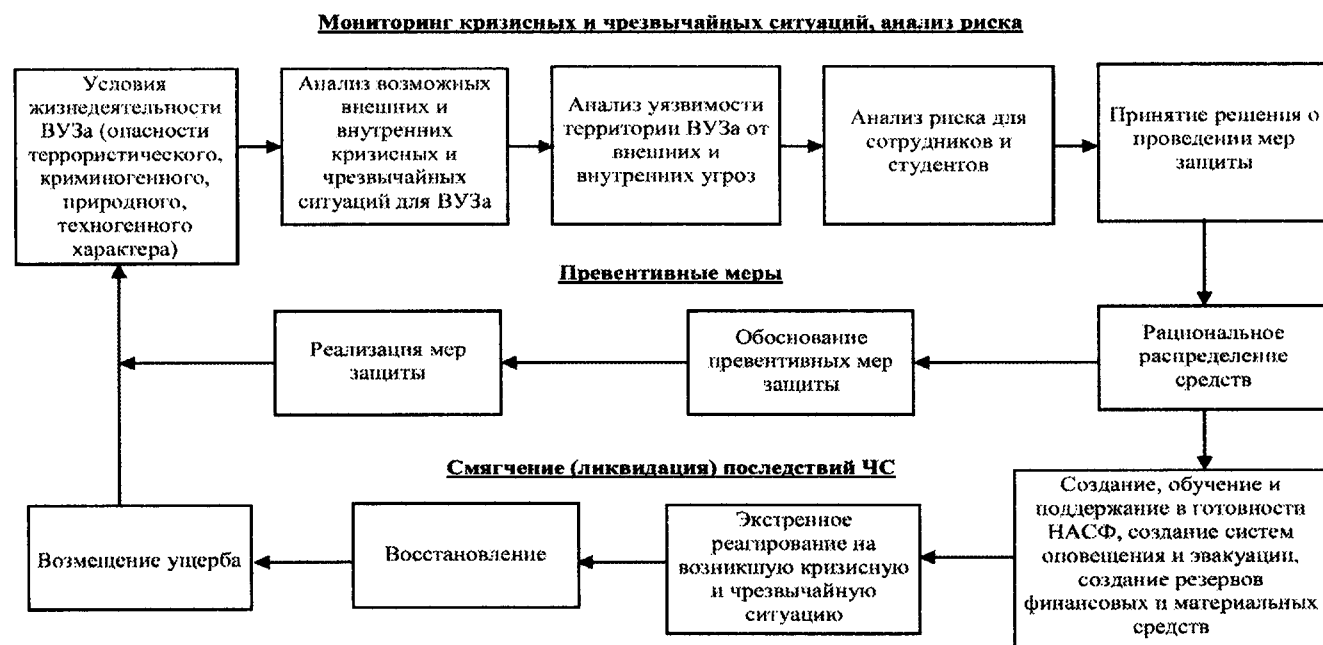 Мониторинг кризисных и чрезвычайных ситуаций, анализ риска
Условия
жизнедеятельности
ВУЗа (опасности
террористического,
криминогенного,
природного,
техногенного
характера)
Анализ возможных
внешних и
внутренних
кризисных и
чрезвычайных
ситуаций для ВУЗа
Анализ уязвимости
территории ВУЗа от
внешних и
внутренних угроз
Анализ риска для
сотрудников и
студентов
Принятие решения о
проведении мер
защиты
Превентивные меры
Реализация мер
защиты
Обоснование
превентивных мер
защиты
Рациональное
распределение
средств
Смягчение (ликвидация) последствий ЧС
Возмещение ущерба
Восстановление
Экстренное
реагирование на
возникшую кризисную
и чрезвычайную
ситуацию
Создание, обучение и
поддержание в готовности
НАСФ, создание систем
оповещения и эвакуации,
создание резервов
финансовых и материальных
средств